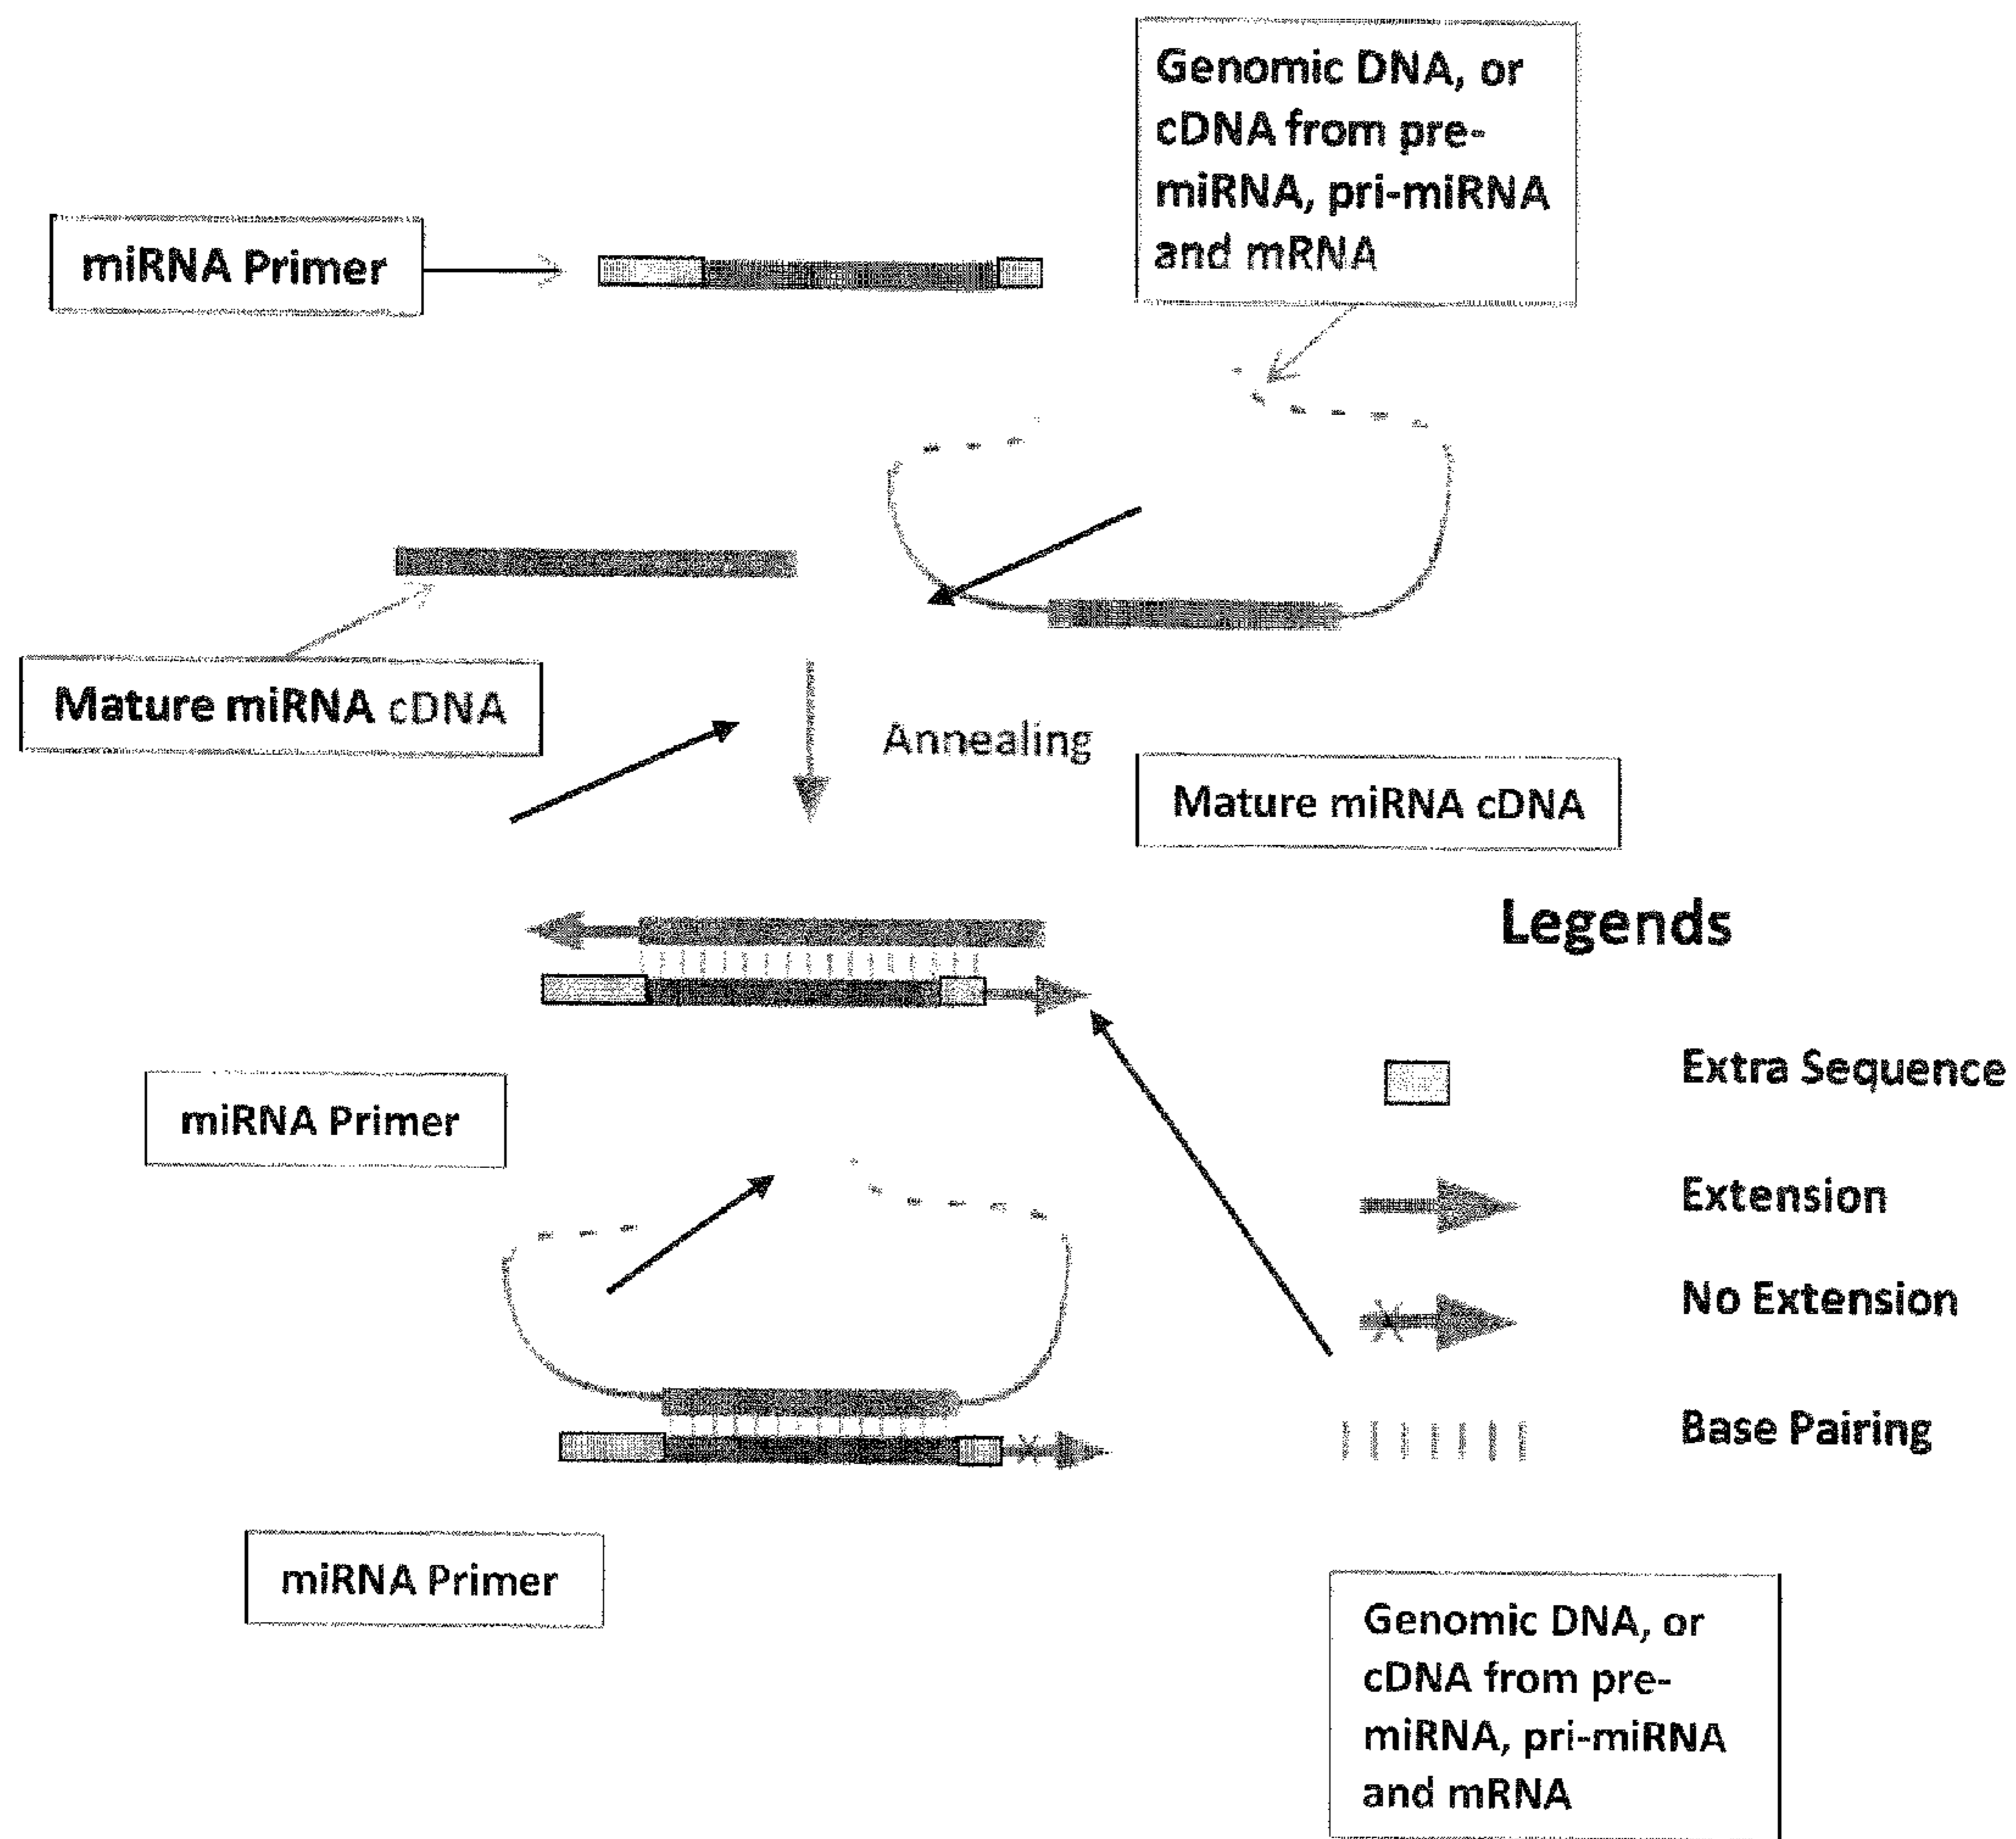 Genomic DNA, or
cDNA from pre-
miRNA, pri-miRNA
and mRNA
miRNA Primer
Mature miRNA cDNA
Annealing
Mature miRNA cDNA
Legends
miRNA Primer
Extra Sequence
Extension
No Extension
Base Pairing
miRNA Primer
Genomic DNA, or
cDNA from pre-
miRNA, pri-miRNA
and mRNA